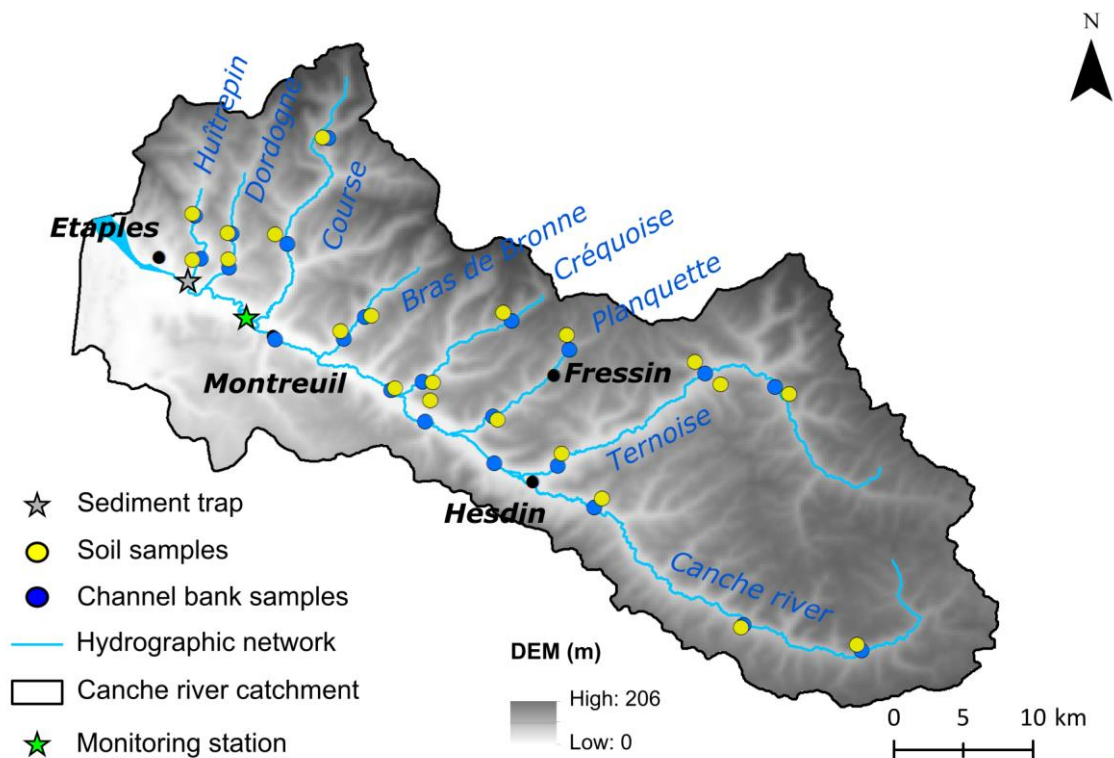 N
Huîtrepin
Dordogne
Course
Etaples
Bras de Bronne
Créquoise
Planquette
Montreuil
Fressin
Ternoise
Hesdin
Canche river
Sediment trap
Soil samples
Channel bank samples
Hydrographic network
Canche river catchment
Monitoring station
DEM (m)
High: 206
Low: 0
0 5 10 km